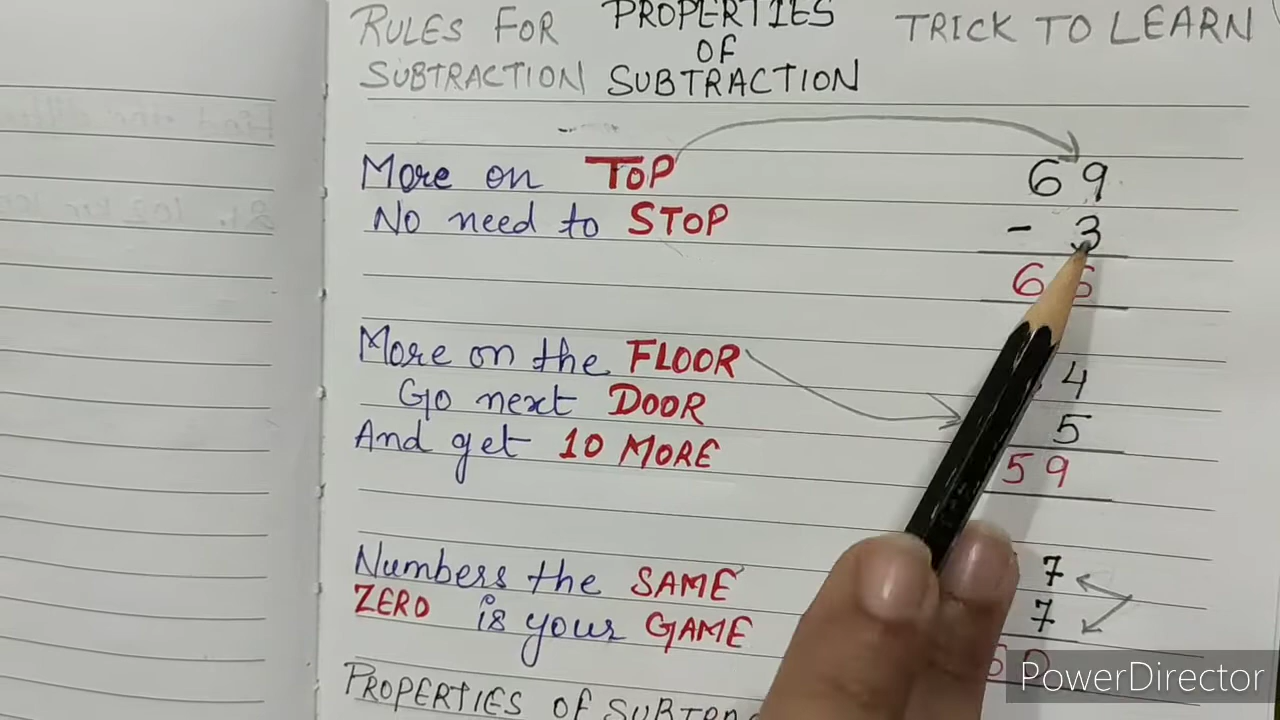 RULES FOR PROPERTIES TRICK TO LEARN
OF
SUBTRACTION SUBTRACTION
More on TOP
69
No need to STOP
- 3
66
More on the FLOOR
4
Go next DOOR
5
And get 10 MORE
59
Numbers the SAME
7
ZERO is your GAME
7
0
PROPERTIES OF
PowerDirector